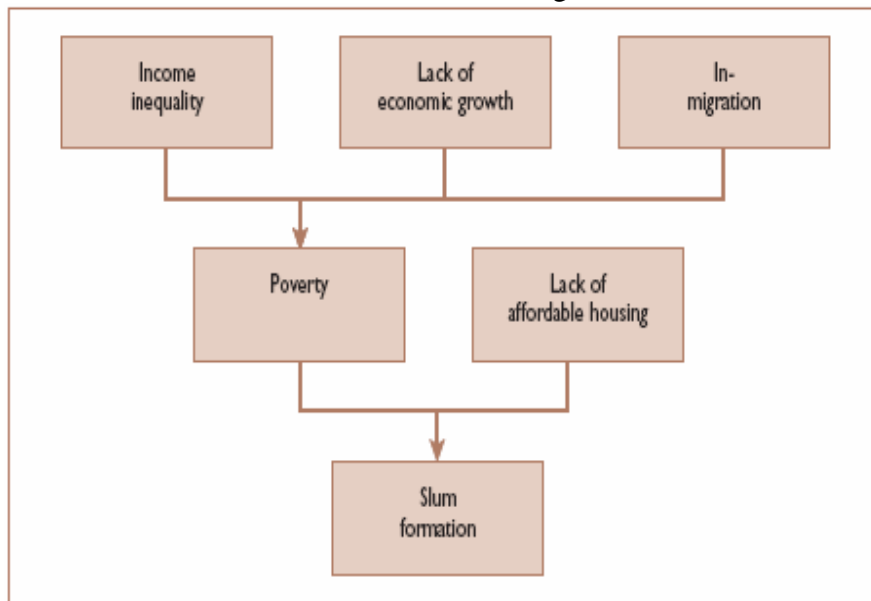 Income
inequality
Lack of
economic growth
In-
migration
Poverty
Lack of
affordable housing
Slum
formation